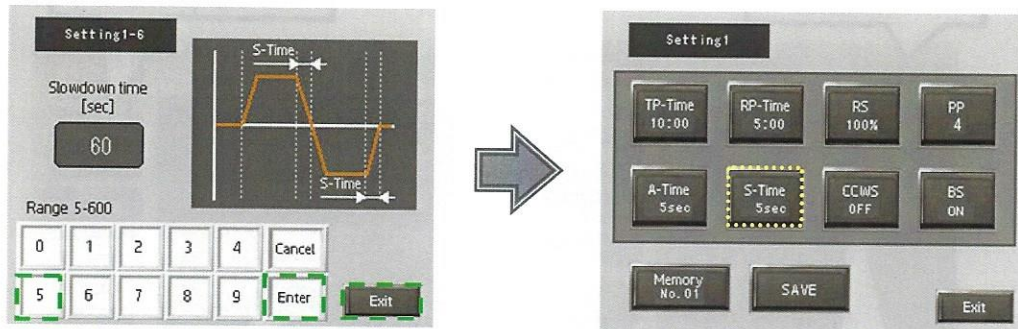 Setting1-6
Slowdown time
[sec]
60
Range 5-600
S-Time
S-Time
0 1 2 3 4 Cancel
5 6 7 8 9 Enter
Exit
Setting1
TP-Time RP-Time RS PP
10:00 5:00 100% 4
A-Time S-Time CCWS BS
5sec 5sec OFF ON
Memory
No.01
SAVE
Exit